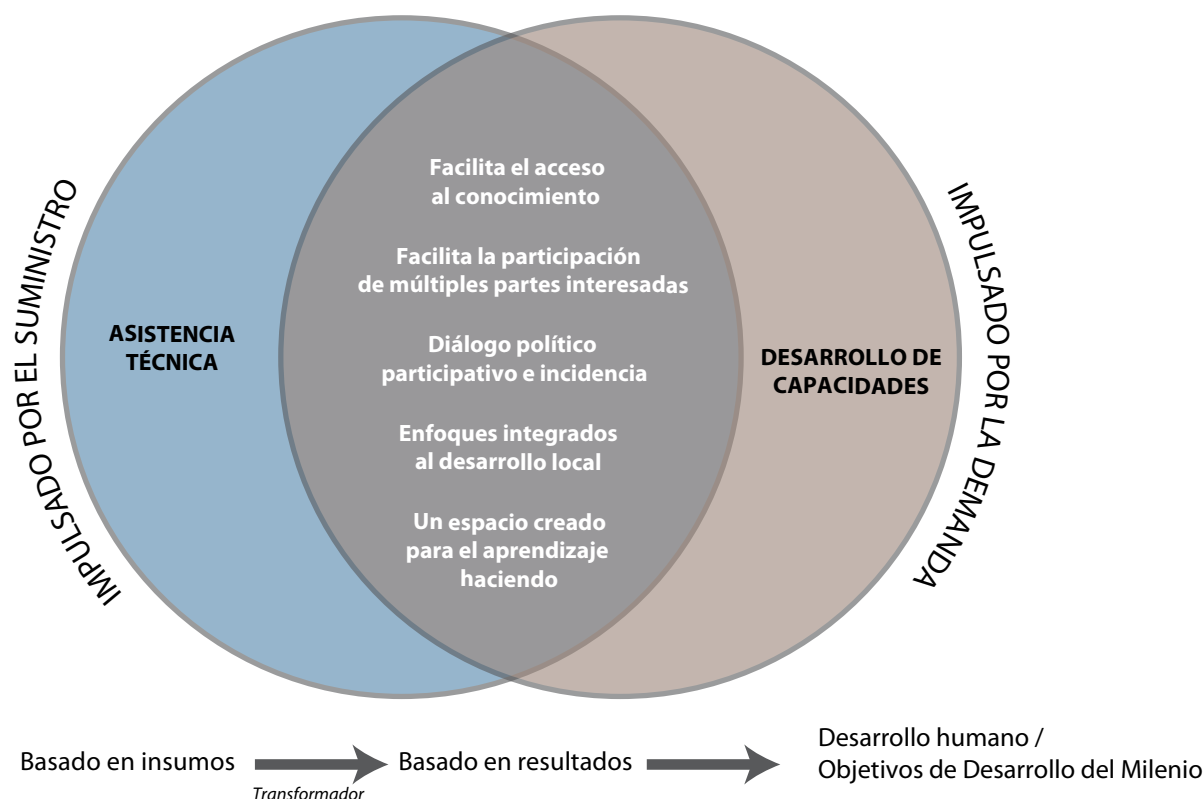 IMPULSADO POR EL SUMINISTRO
ASISTENCIA
TÉCNICA
Facilita el acceso
al conocimiento
Facilita la participación
de múltiples partes interesadas
Diálogo político
participativo e incidencia
Enfoques integrados
al desarrollo local
Un espacio creado
para el aprendizaje
haciendo
DESARROLLO DE
CAPACIDADES
IMPULSADO POR LA DEMANDA
Basado en insumos
Transformador
Basado en resultados
Desarrollo humano /
Objetivos de Desarrollo del Milenio